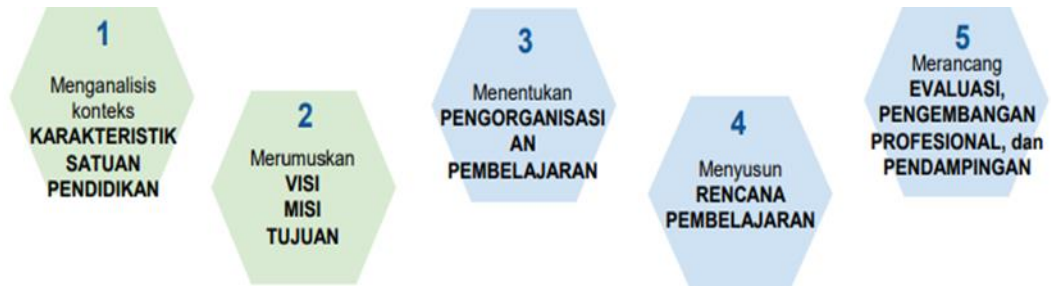 1
Menganalisis
konteks
KARAKTERISTIK
SATUAN
PENDIDIKAN
2
Merumuskan
VISI
MISI
TUJUAN
3
Menentukan
PENGORGANISASI
AN
PEMBELAJARAN
4
Menyusun
RENCANA
PEMBELAJARAN
5
Merancang
EVALUASI,
PENGEMBANGAN
PROFESIONAL, dan
PENDAMPINGAN